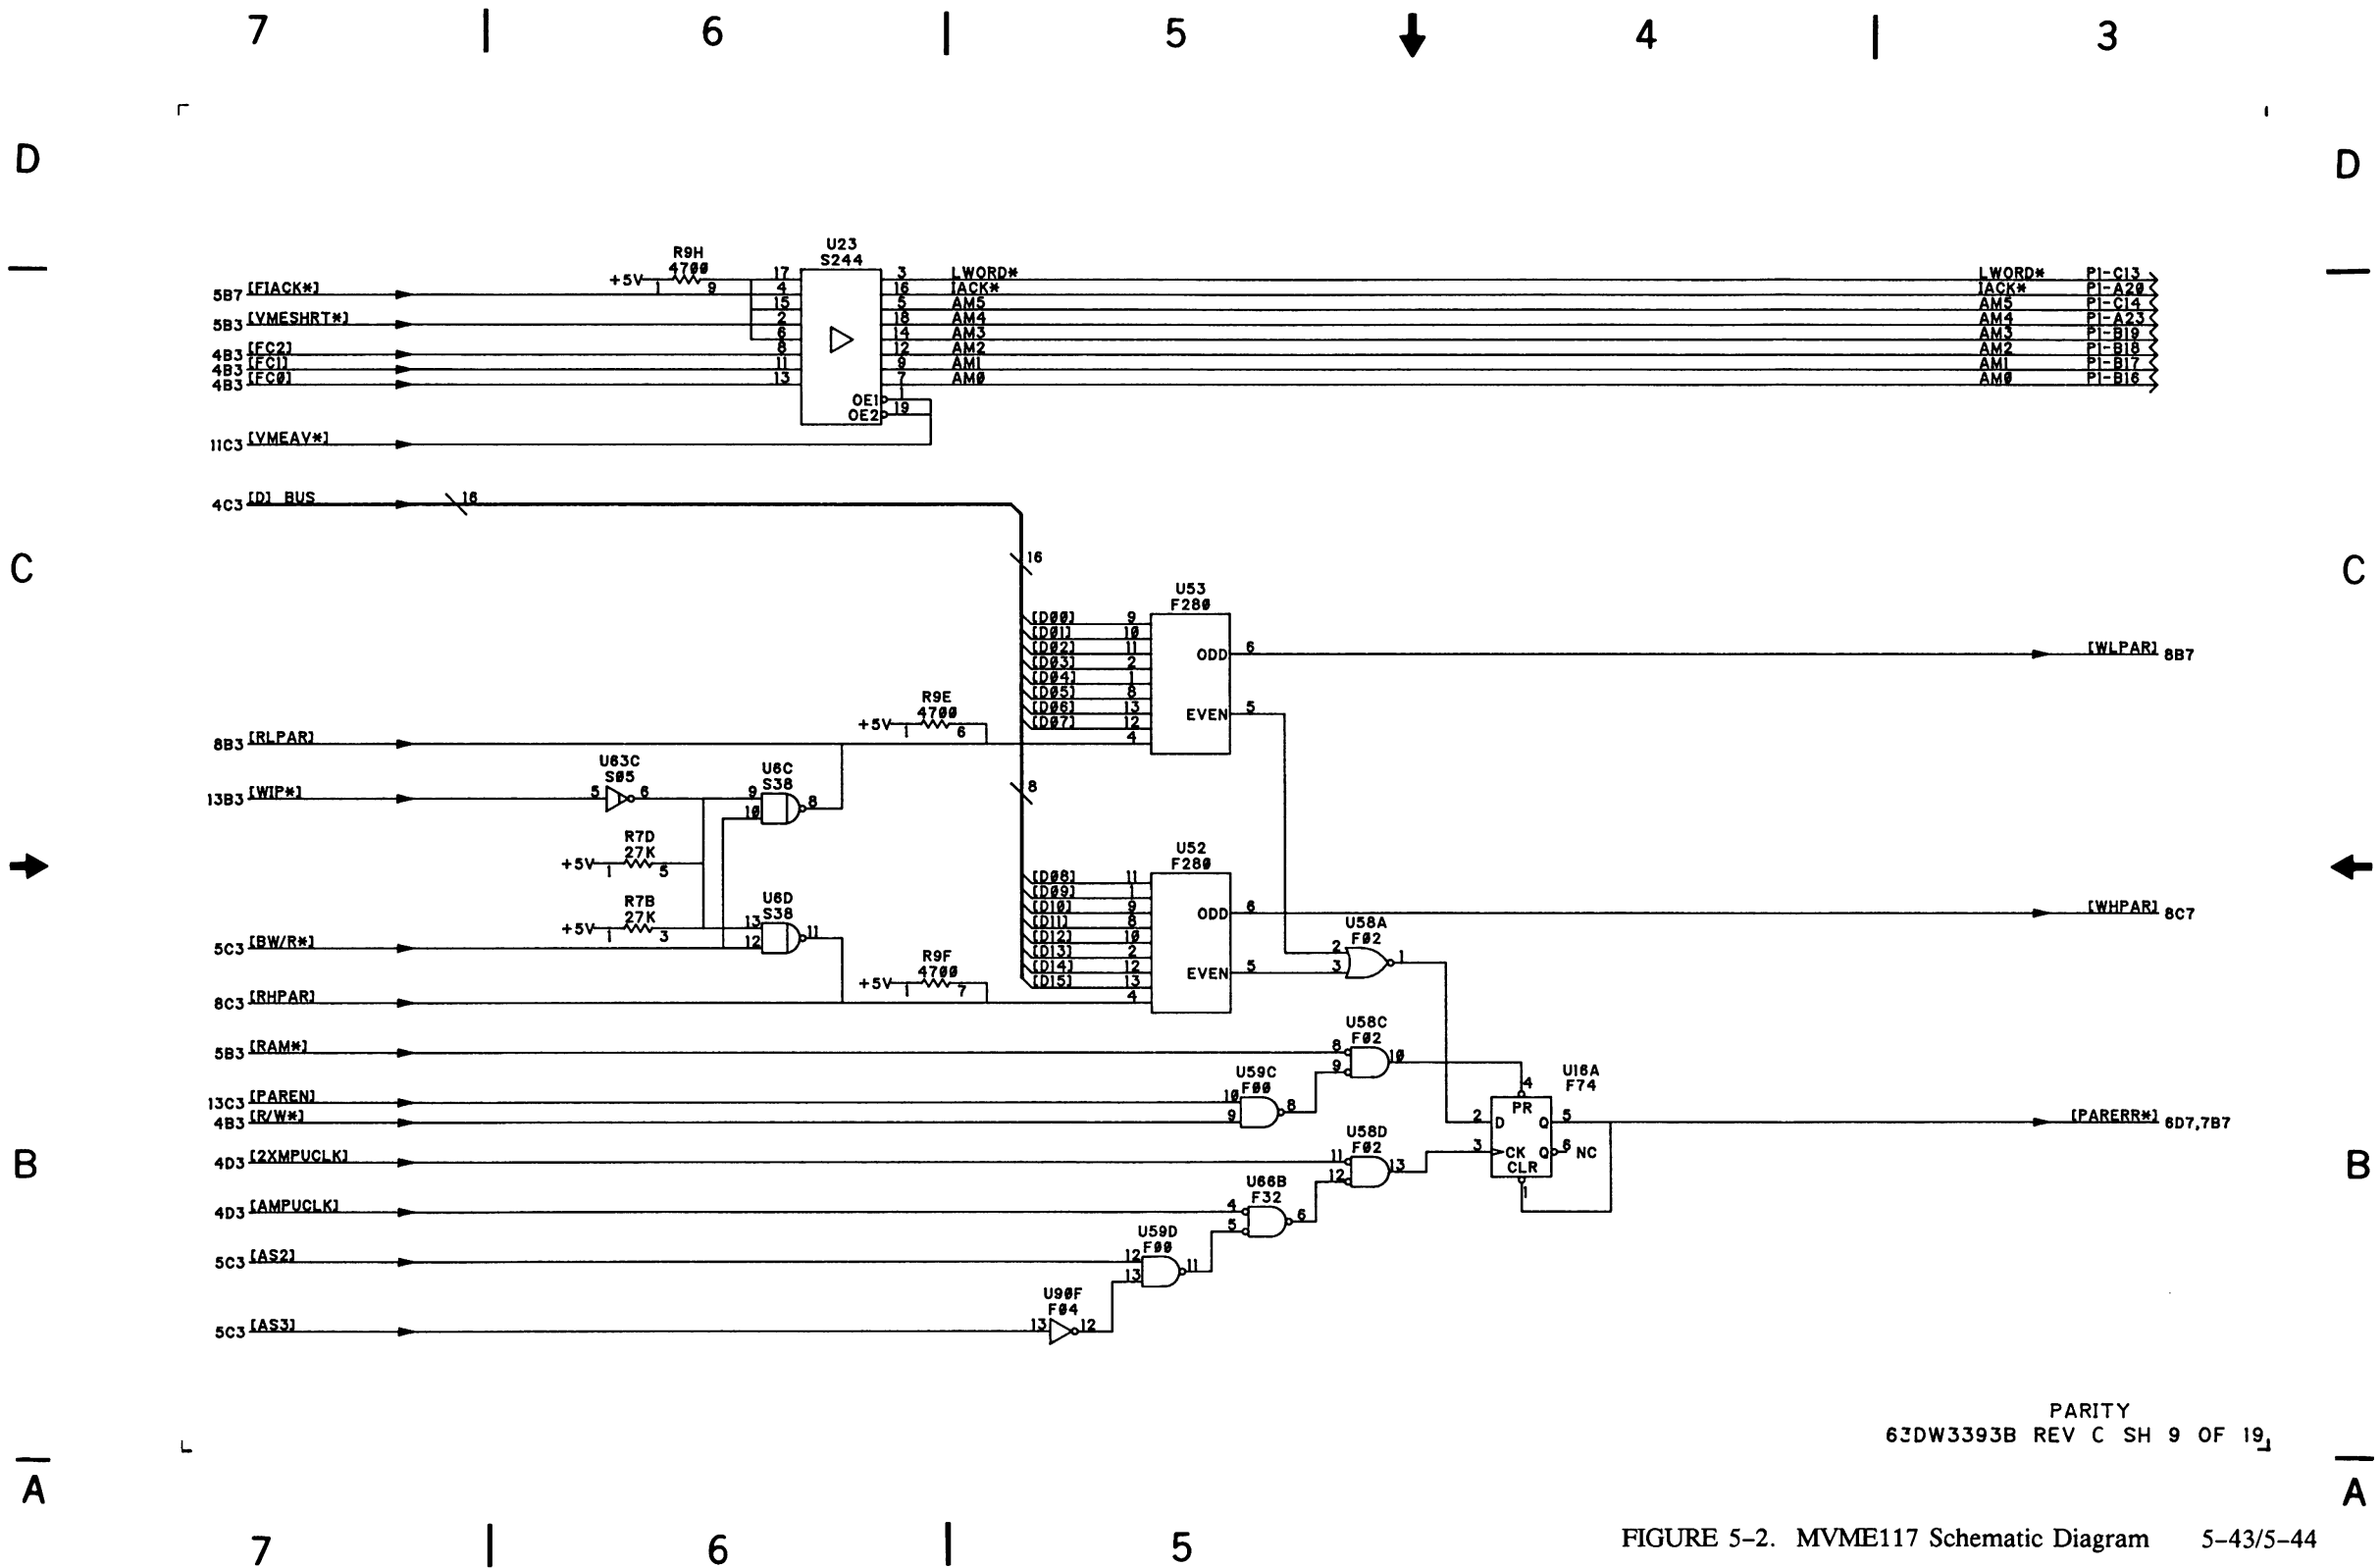 7 6 5 4 3
D D
U23
S244
R9H
4700
+5V 1 9 17 3 LWORD* LWORD* P1-C13
5B7 [FIACK*] 4 16 IACK* IACK* P1-A20
15 5 AM5 AM5 P1-C14
5B3 [VMESHRT*] 2 18 AM4 AM4 P1-A23
6 14 AM3 AM3 P1-B19
4B3 [FC2] 8 12 AM2 AM2 P1-B18
4B3 [FC1] 11 9 AM1 AM1 P1-B17
4B3 [FC0] 13 7 AM0 AM0 P1-B16
OE1 1
OE2 19
11C3 [VMEAV*]
4C3 [D] BUS 16
C C
16
U53
F280
[D00] 9
[D01] 10
[D02] 11
[D03] 2
[D04] 1
[D05] 8
[D06] 13
[D07] 12
4
ODD 6 [WLPAR] 8B7
EVEN 5
R9E
4700
+5V 1 6
8B3 [RLPAR]
U63C
S05
13B3 [WIP*] 5 6
U6C
S38
9 8
10
8
R7D
27K
+5V 1 5
R7B
27K
+5V 1 3
U6D
S38
13 11
12
5C3 [BW/R*]
U52
F280
[D08] 11
[D09] 1
[D10] 9
[D11] 8
[D12] 10
[D13] 2
[D14] 12
[D15] 13
4
ODD 6 [WHPAR] 8C7
EVEN 5
U58A
F02
2 1
3
R9F
4700
+5V 1 7
8C3 [RHPAR]
5B3 [RAM*]
U58C
F02
8 10
9
U59C
F00
13C3 [PAREN] 10 8
4B3 [R/W*] 9
U16A
F74
4
PR
2 D Q 5 [PARERR*] 6D7,7B7
3 CK Q 6 NC
CLR
1
B B
U58D
F02
4D3 [2XMPUCLK] 11 13
12
U66B
F32
4D3 [AMPUCLK] 4 6
5
U59D
F00
5C3 [AS2] 12 11
13
U90F
F04
5C3 [AS3] 13 12
PARITY
63DW3393B REV C SH 9 OF 19
A A
7 6 5
FIGURE 5-2. MVME117 Schematic Diagram 5-43/5-44